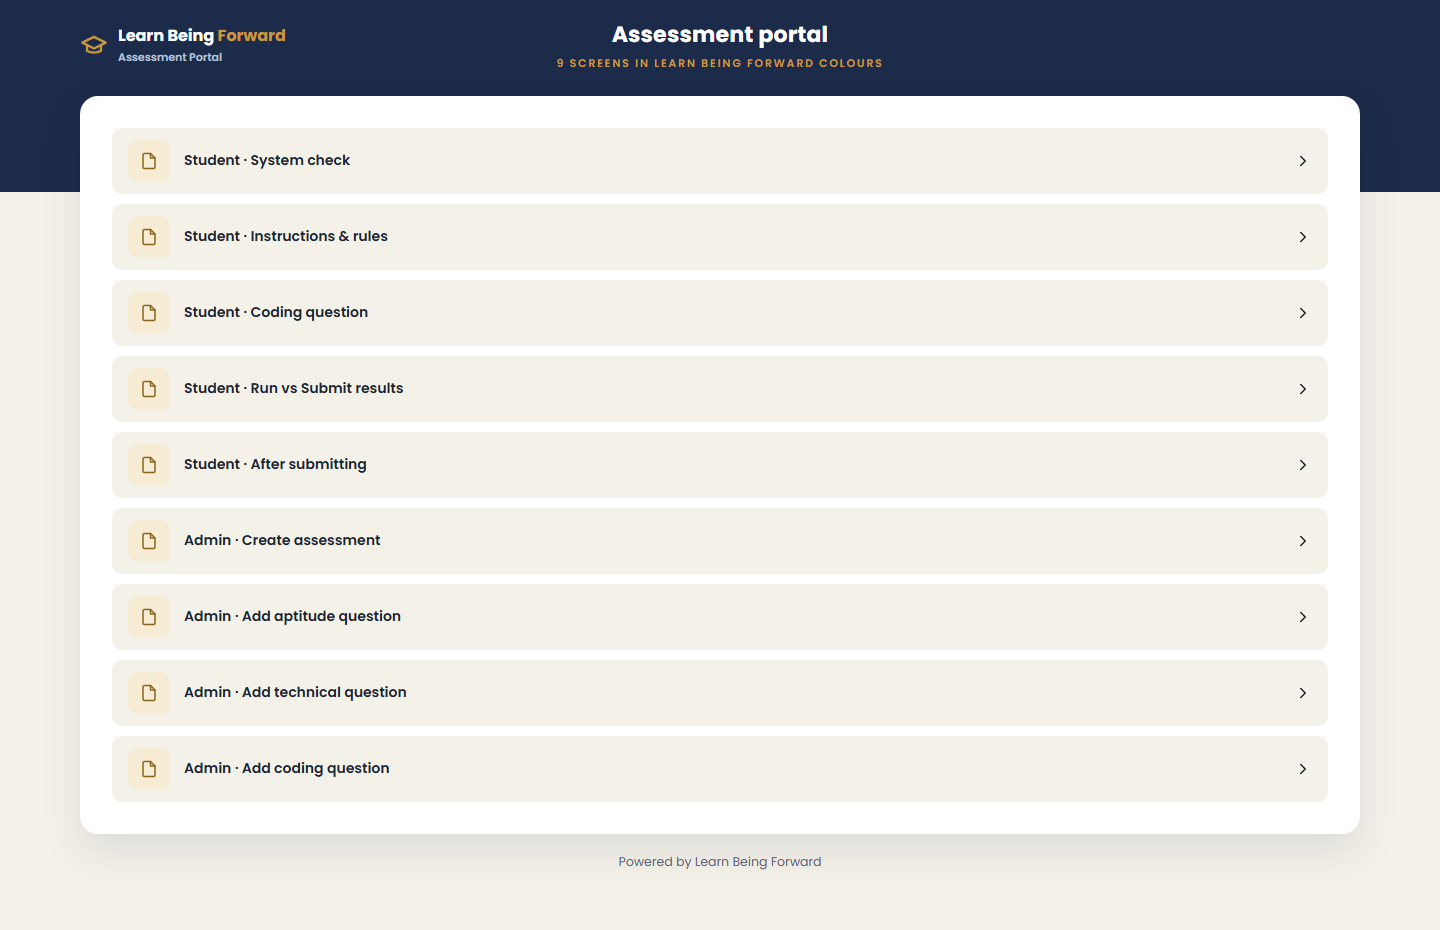 Learn Being Forward
Assessment Portal
Assessment portal
9 SCREENS IN LEARN BEING FORWARD COLOURS
Student · System check
Student · Instructions & rules
Student · Coding question
Student · Run vs Submit results
Student · After submitting
Admin · Create assessment
Admin · Add aptitude question
Admin · Add technical question
Admin · Add coding question
Powered by Learn Being Forward